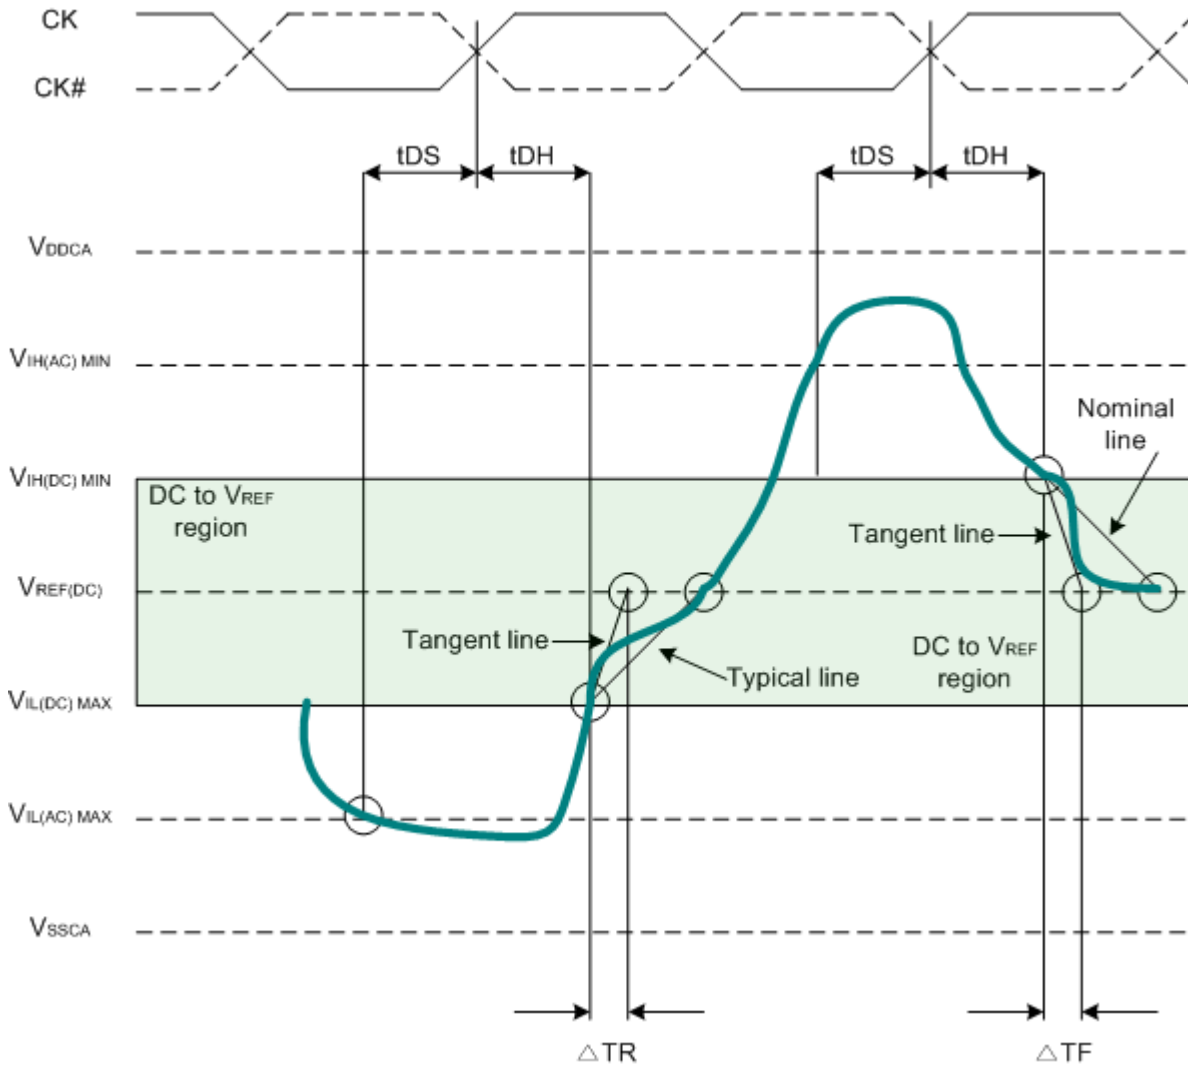 CK
CK#
tDS
tDH
tDS
tDH
VDDCA
VIH(AC) MIN
Nominal
line
VIH(DC) MIN
DC to VREF
region
Tangent line
VREF(DC)
Tangent line
DC to VREF
region
Typical line
VIL(DC) MAX
VIL(AC) MAX
VSSCA
△TR
△TF